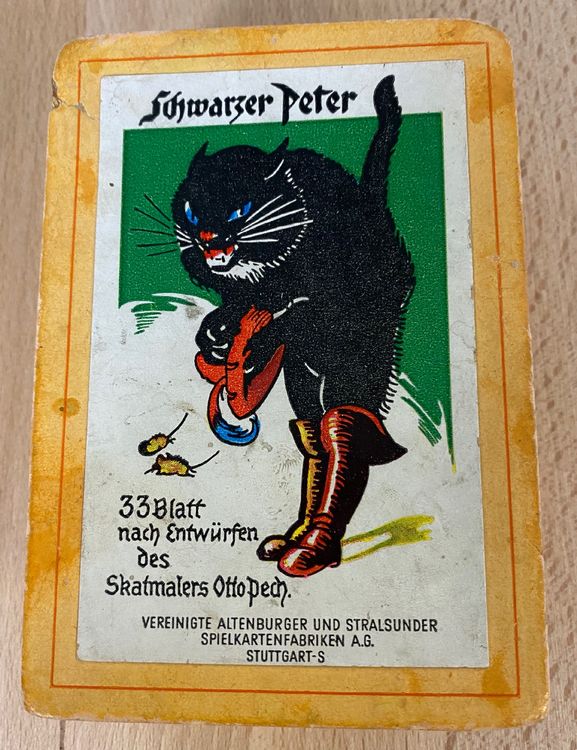 Schwarzer Peter
33 Blatt
nach Entwürfen
des
Skatmalers Otto Pech.
VEREINIGTE ALTENBURGER UND STRALSUNDER
SPIELKARTENFABRIKEN A.G.
STUTTGART-S